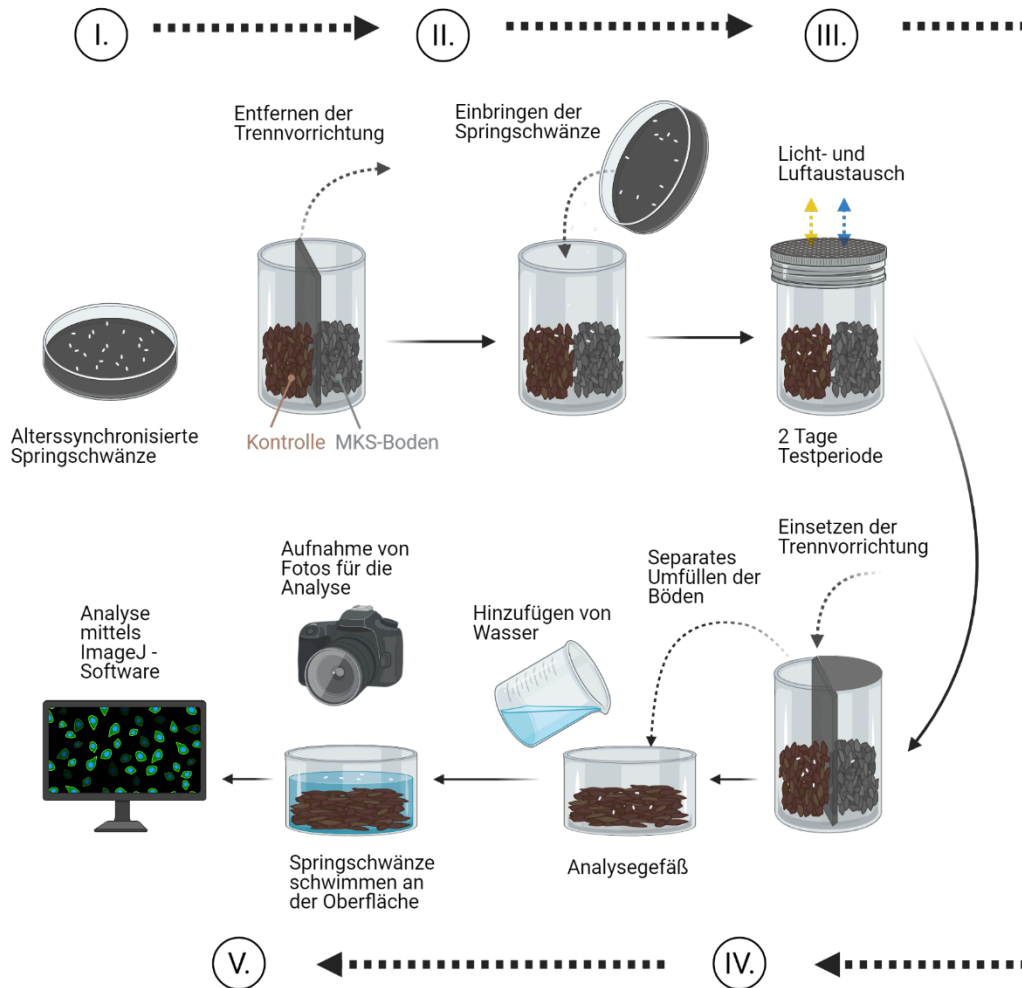 I.
II.
III.
Entfernen der
Trennvorrichtung
Einbringen der
Springschwänze
Licht- und
Luftaustausch
Alterssynchronisierte
Springschwänze
Kontrolle
MKS-Boden
2 Tage
Testperiode
Einsetzen der
Trennvorrichtung
Separates
Umfüllen der
Böden
Hinzufügen von
Wasser
Aufnahme von
Fotos für die
Analyse
Analyse
mittels
ImageJ -
Software
Analysegefäß
Springschwänze
schwimmen an
der Oberfläche
V.
IV.